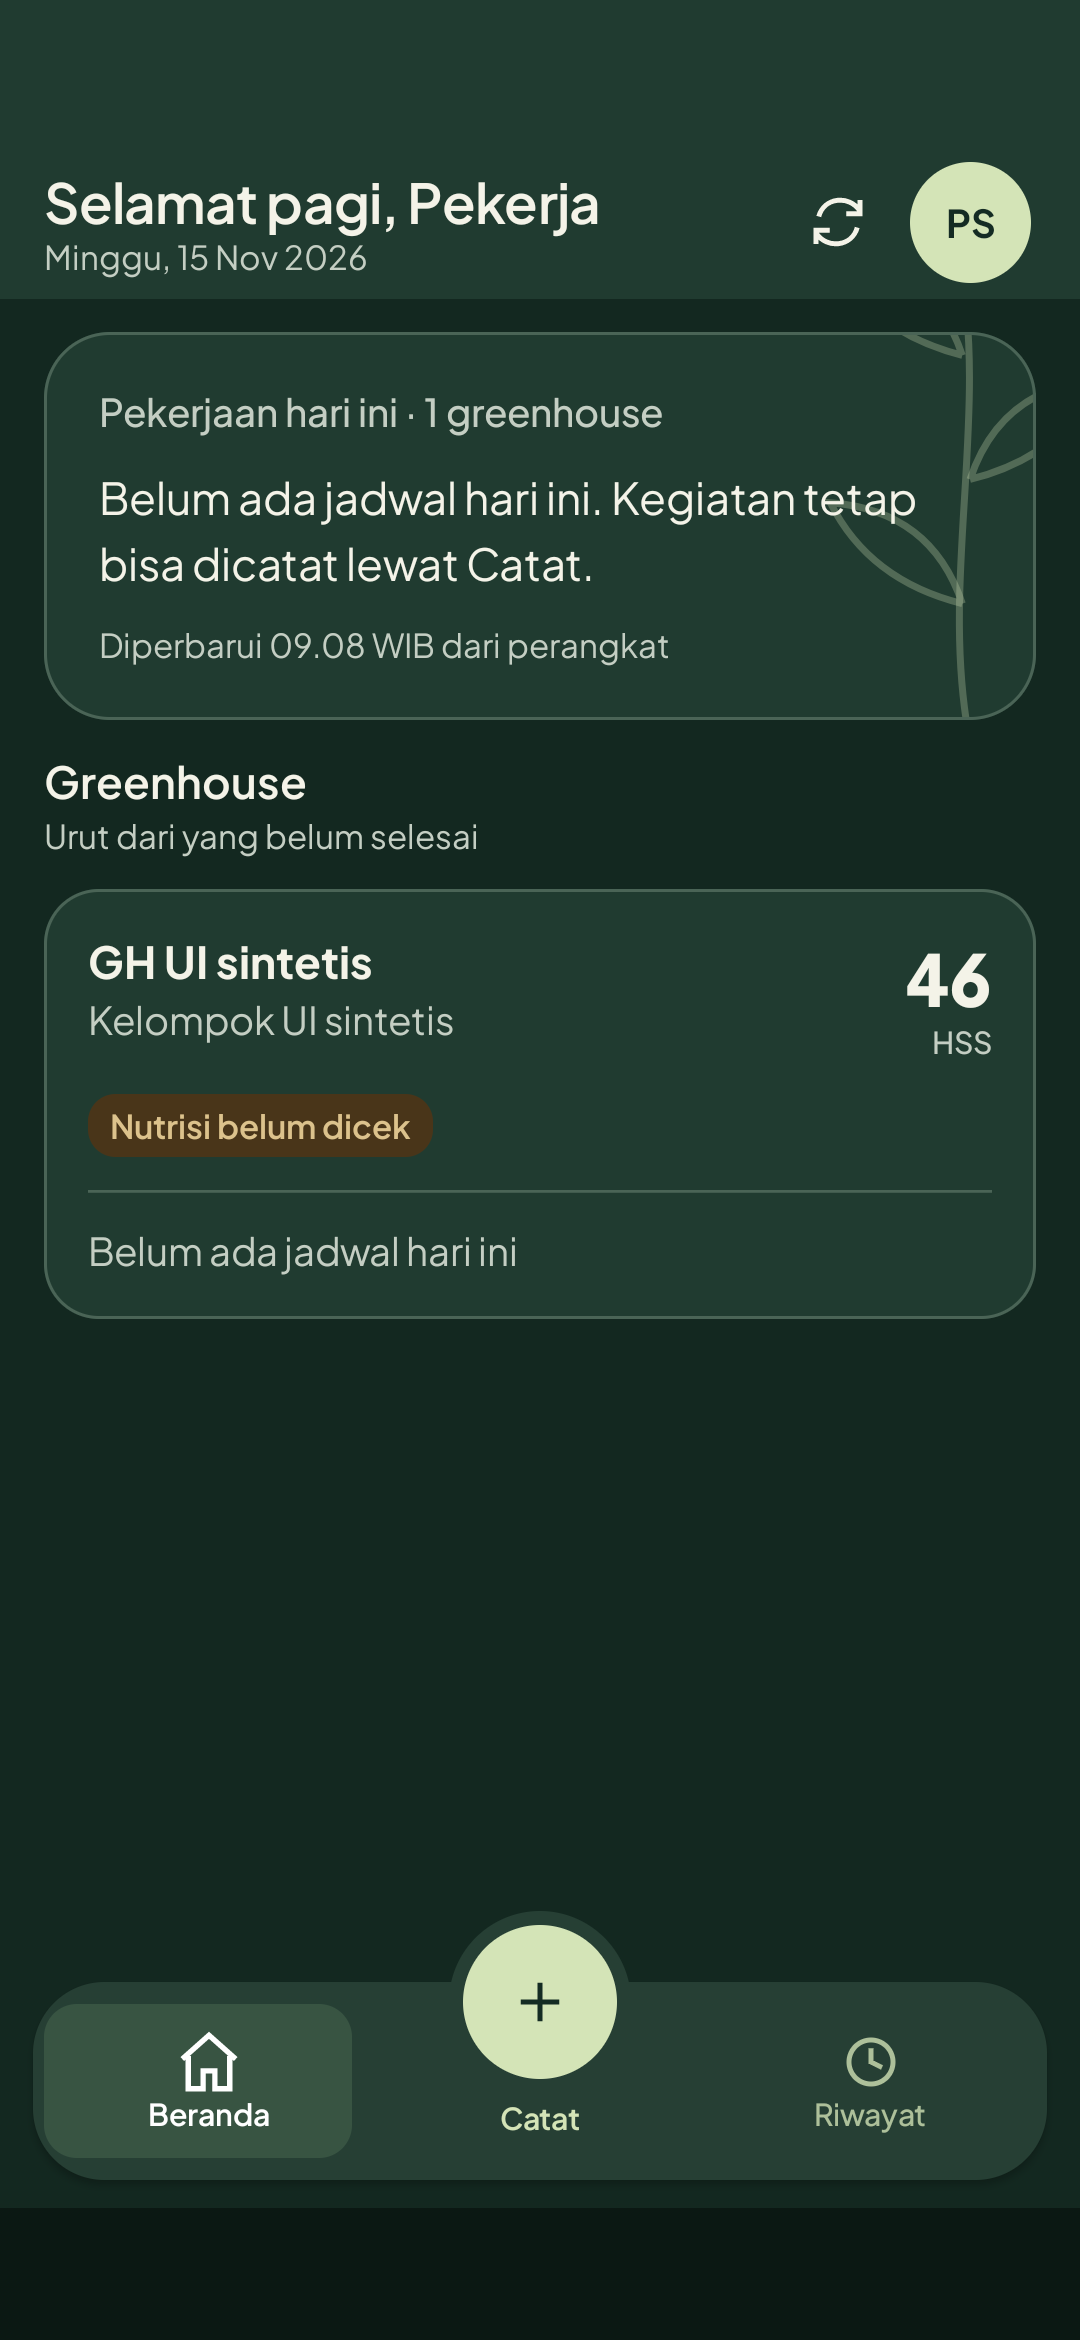 Selamat pagi, Pekerja
Minggu, 15 Nov 2026
PS
Pekerjaan hari ini · 1 greenhouse
Belum ada jadwal hari ini. Kegiatan tetap
bisa dicatat lewat Catat.
Diperbarui 09.08 WIB dari perangkat
Greenhouse
Urut dari yang belum selesai
GH UI sintetis
46
Kelompok UI sintetis
HSS
Nutrisi belum dicek
Belum ada jadwal hari ini
Beranda
Catat
Riwayat